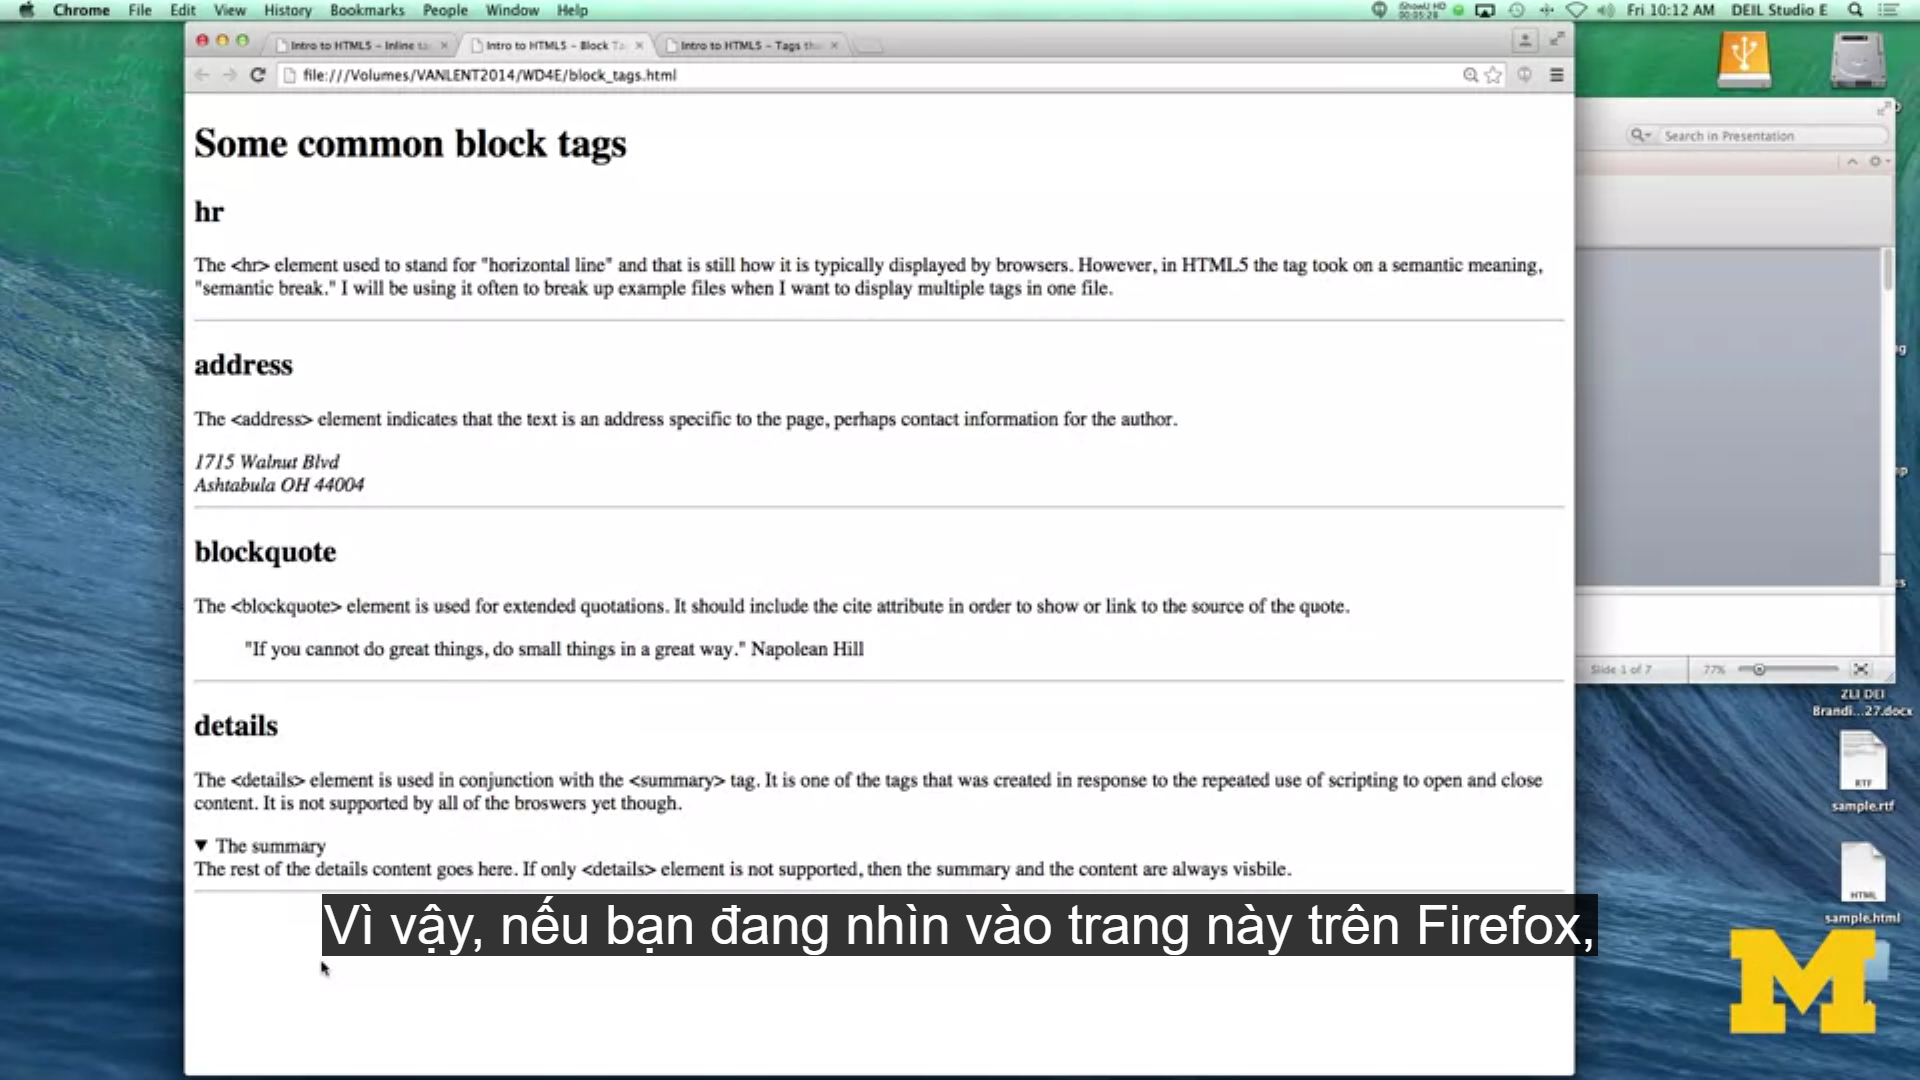 Chrome File Edit View History Bookmarks People Window Help
iShowU HD
00:05:28
Fri 10:12 AM DEIL Studio E
Intro to HTML5 - Inline ta
Intro to HTML5 - Block Ta
Intro to HTML5 - Tags th
file:///Volumes/VANLENT2014/WD4E/block_tags.html
Search in Presentation
Some common block tags
hr
The <hr> element used to stand for "horizontal line" and that is still how it is typically displayed by browsers. However, in HTML5 the tag took on a semantic meaning,
"semantic break." I will be using it often to break up example files when I want to display multiple tags in one file.
address
The <address> element indicates that the text is an address specific to the page, perhaps contact information for the author.
1715 Walnut Blvd
Ashtabula OH 44004
blockquote
The <blockquote> element is used for extended quotations. It should include the cite attribute in order to show or link to the source of the quote.
"If you cannot do great things, do small things in a great way." Napolean Hill
details
The <details> element is used in conjunction with the <summary> tag. It is one of the tags that was created in response to the repeated use of scripting to open and close
content. It is not supported by all of the broswers yet though.
▼ The summary
The rest of the details content goes here. If only <details> element is not supported, then the summary and the content are always visbile.
Slide 1 of 7 77%
ZLI DEI
Brandi...27.docx
RTF
sample.rtf
HTML
sample.html
Vì vậy, nếu bạn đang nhìn vào trang này trên Firefox,
M